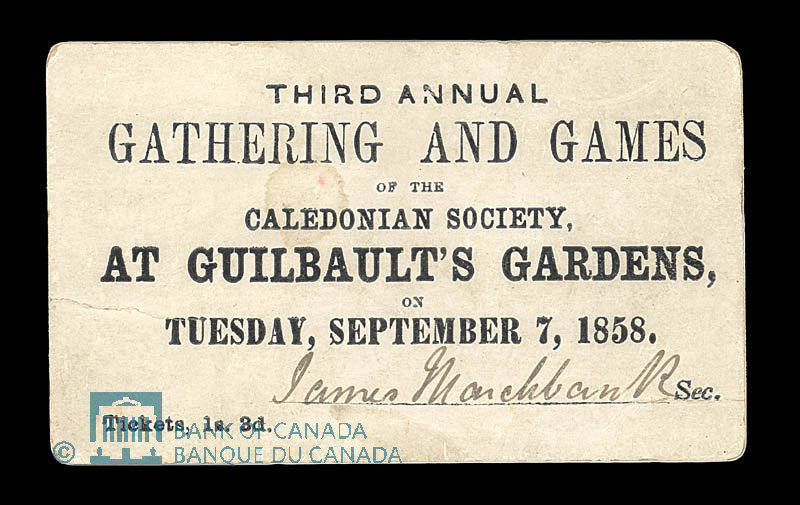 THIRD ANNUAL
GATHERING AND GAMES
OF THE
CALEDONIAN SOCIETY,
AT GUILBAULT'S GARDENS,
ON
TUESDAY, SEPTEMBER 7, 1858.
James Marchbank Sec.
Tickets, 1s. 3d.
© BANK OF CANADA
BANQUE DU CANADA